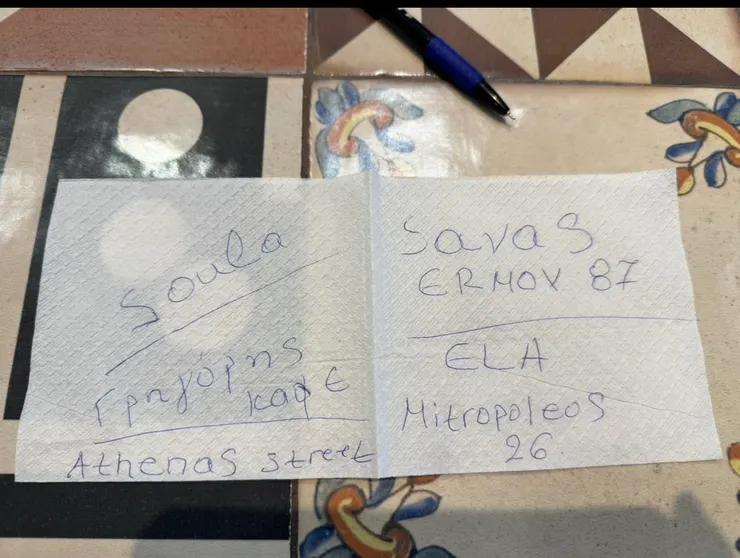 Soula
Γρηγόρης
καφέ
Athenas street
Savas
ERMOY 87
ELA
Mitropoleos
26